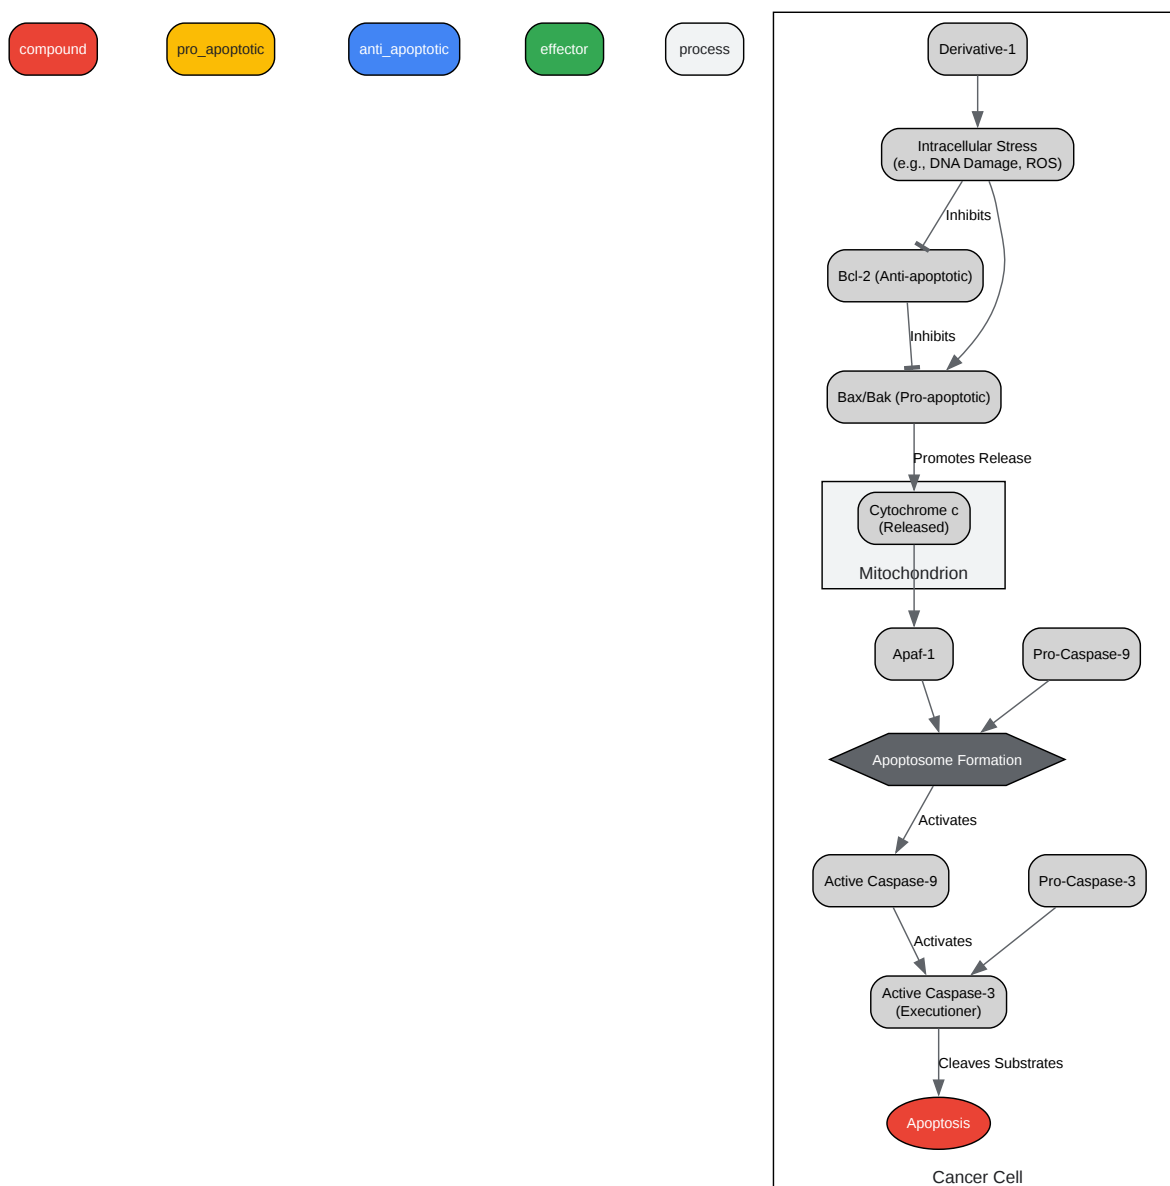 compound
pro_apoptotic
anti_apoptotic
effector
process
Derivative-1
Intracellular Stress
(e.g., DNA Damage, ROS)
Inhibits
Bcl-2 (Anti-apoptotic)
Inhibits
Bax/Bak (Pro-apoptotic)
Promotes Release
Cytochrome c
(Released)
Mitochondrion
Apaf-1
Pro-Caspase-9
Apoptosome Formation
Activates
Active Caspase-9
Pro-Caspase-3
Activates
Active Caspase-3
(Executioner)
Cleaves Substrates
Apoptosis
Cancer Cell